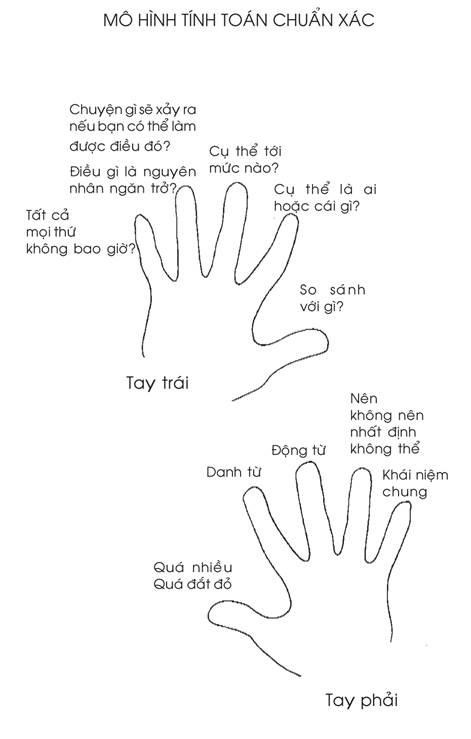 MÔ HÌNH TÍNH TOÁN CHUẨN XÁC
Chuyện gì sẽ xảy ra
nếu bạn có thể làm
được điều đó?
Điều gì là nguyên
nhân ngăn trở?
Cụ thể tới
mức nào?
Cụ thể là ai
hoặc cái gì?
Tất cả
mọi thứ
không bao giờ?
So sánh
với gì?
Tay trái
Nên
không nên
nhất định
không thể
Động từ
Danh từ
Khái niệm
chung
Quá nhiều
Quá đắt đỏ
Tay phải